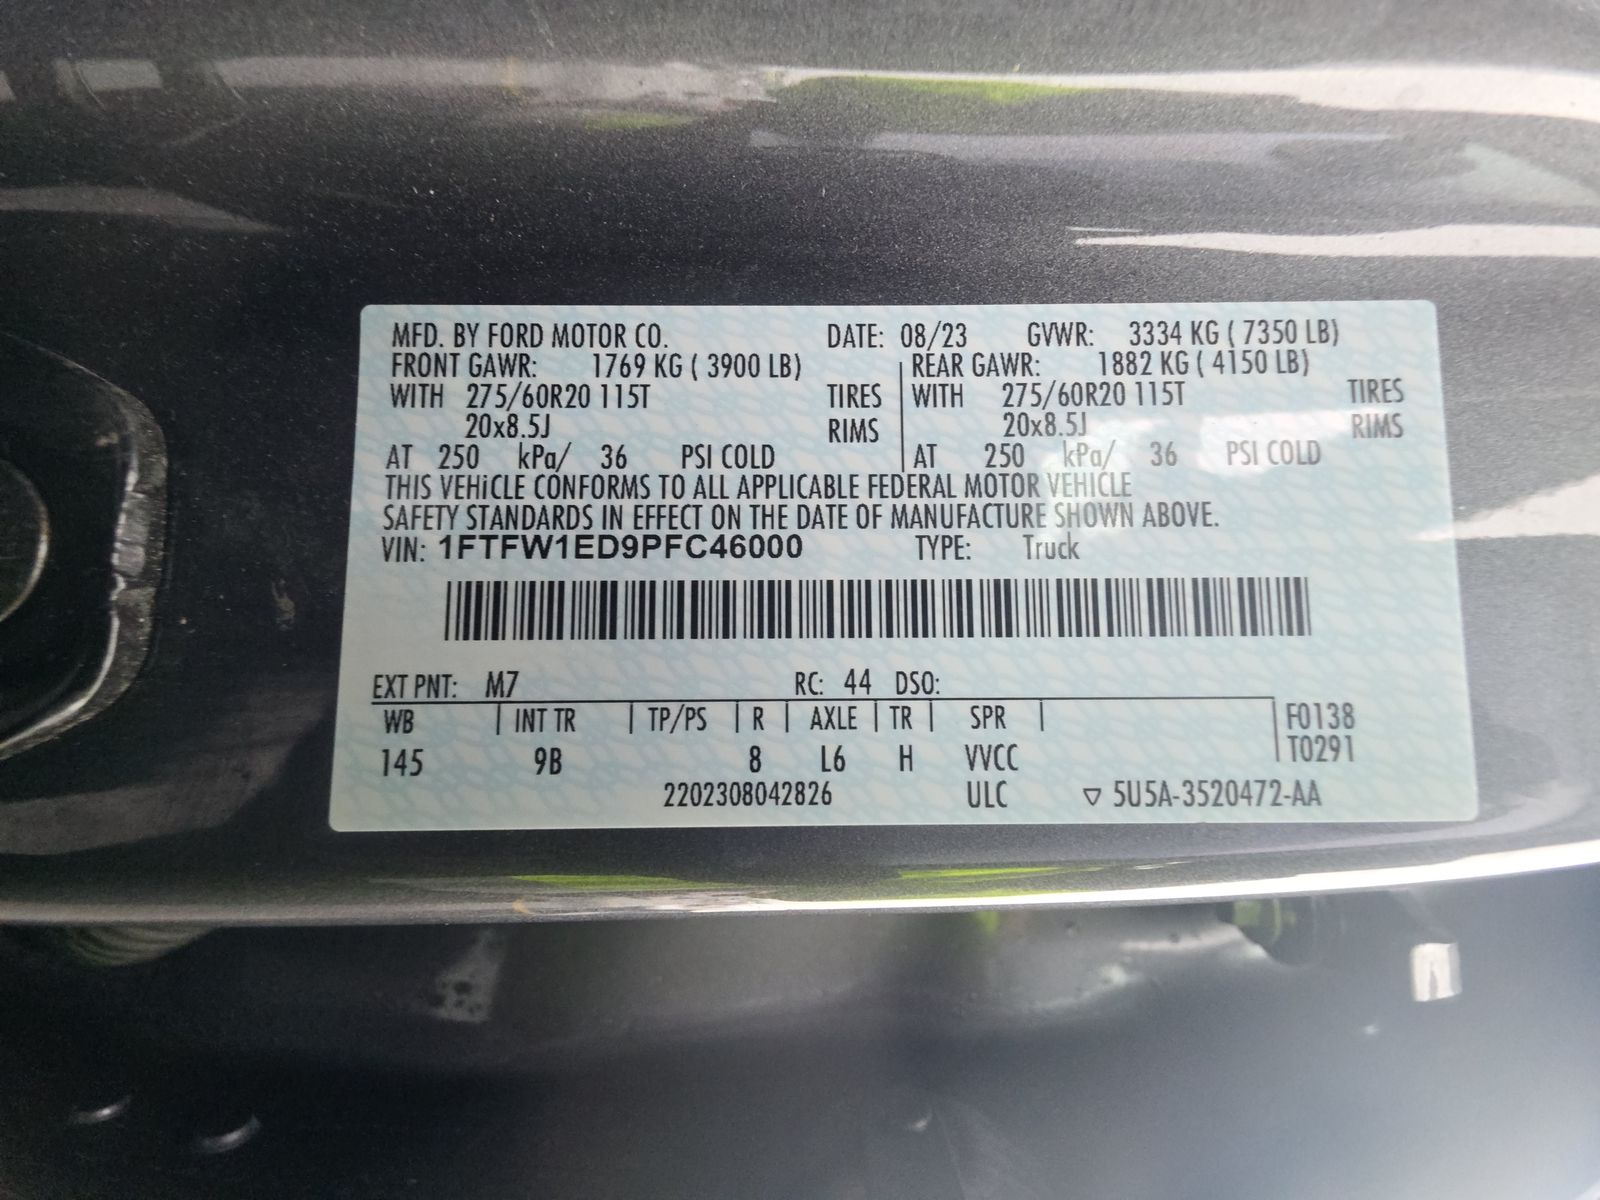 MFD. BY FORD MOTOR CO. DATE: 08/23 GVWR: 3334 KG ( 7350 LB)
FRONT GAWR: 1769 KG ( 3900 LB) REAR GAWR: 1882 KG ( 4150 LB)
WITH 275/60R20 115T TIRES WITH 275/60R20 115T TIRES
20x8.5J RIMS 20x8.5J RIMS
AT 250 kPa/ 36 PSI COLD AT 250 kPa/ 36 PSI COLD
THIS VEHiCLE CONFORMS TO ALL APPLICABLE FEDERAL MOTOR VEHICLE
SAFETY STANDARDS IN EFFECT ON THE DATE OF MANUFACTURE SHOWN ABOVE.
VIN: 1FTFW1ED9PFC46000 TYPE: Truck
EXT PNT: M7 RC: 44 DSO:
WB | INT TR | TP/PS | R | AXLE | TR | SPR | F0138
T0291
145 9B 8 L6 H VVCC
2202308042826 ULC ▽ 5U5A-3520472-AA